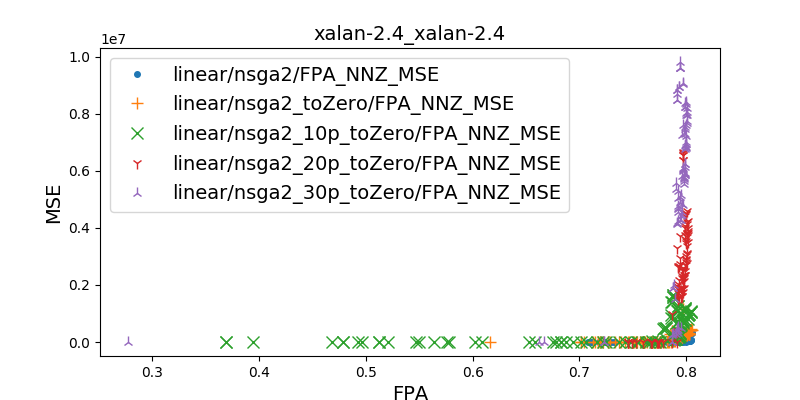 xalan-2.4_xalan-2.4
1e7
1.0
linear/nsga2/FPA_NNZ_MSE
linear/nsga2_toZero/FPA_NNZ_MSE
0.8
linear/nsga2_10p_toZero/FPA_NNZ_MSE
linear/nsga2_20p_toZero/FPA_NNZ_MSE
0.6
linear/nsga2_30p_toZero/FPA_NNZ_MSE
MSE
0.4
0.2
0.0
0.3 0.4 0.5 0.6 0.7 0.8
FPA